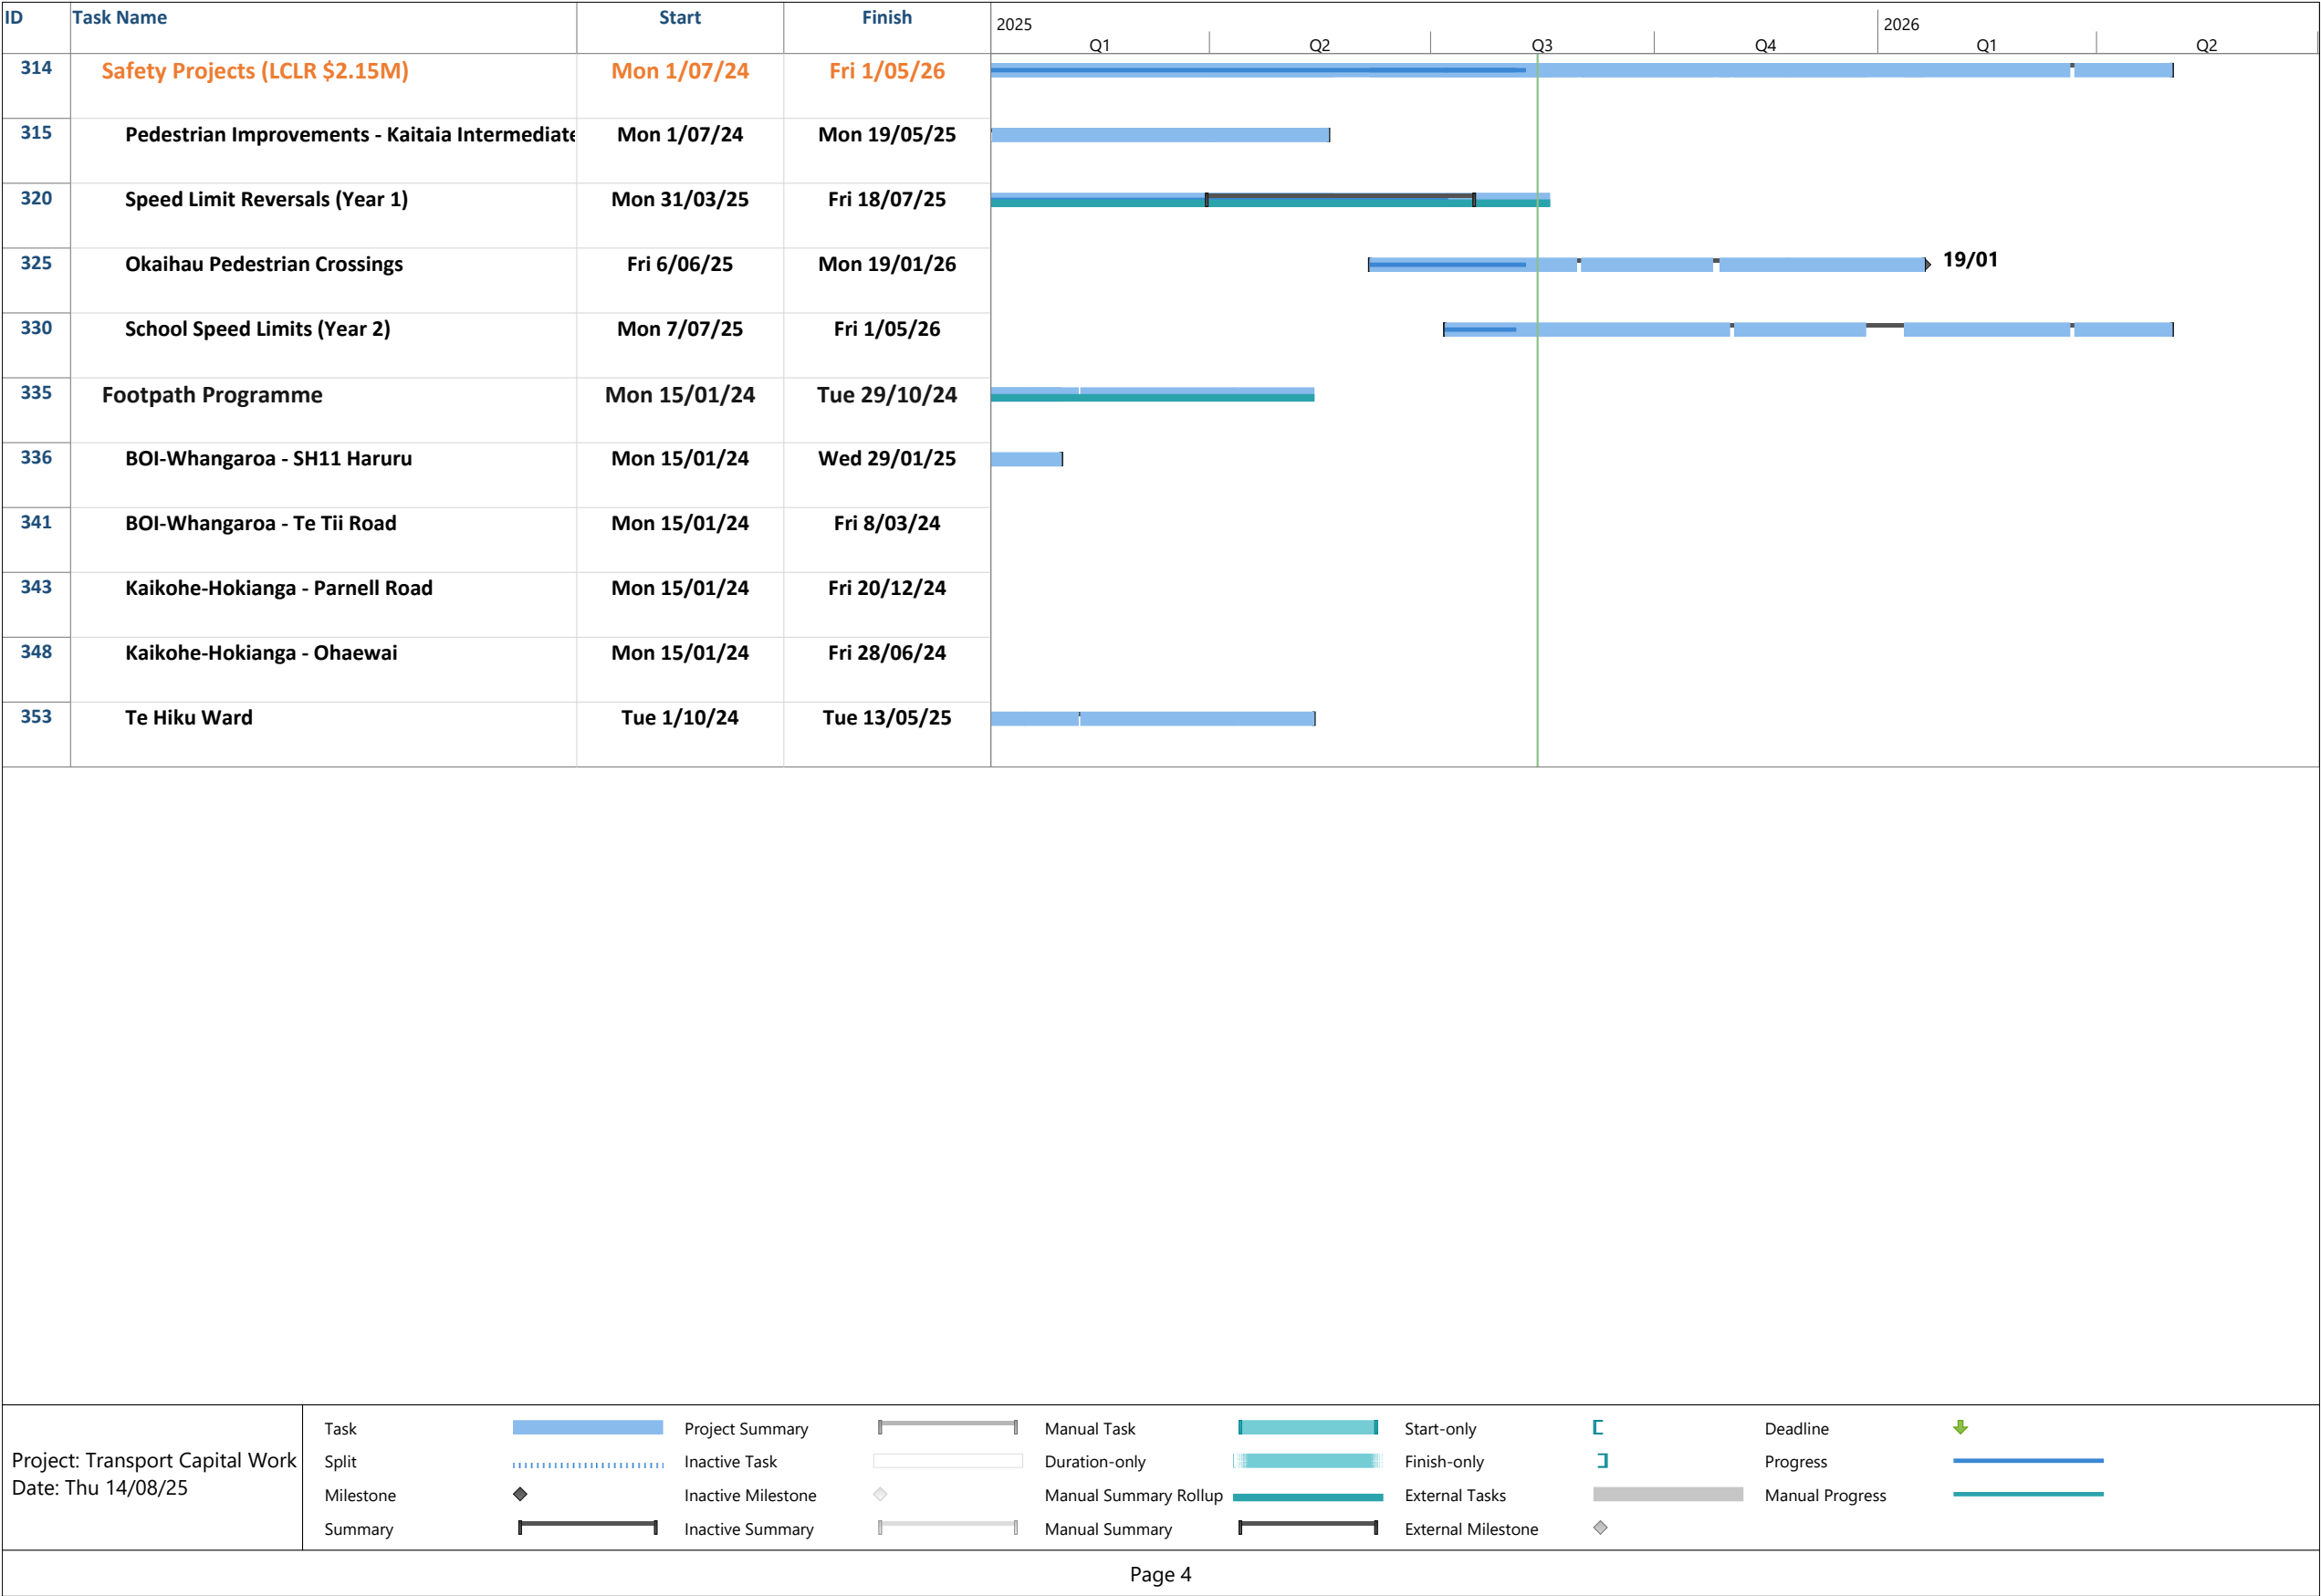 ID Task Name Start Finish 2025 2026
Q1 Q2 Q3 Q4 Q1 Q2
314 Safety Projects (LCLR $2.15M) Mon 1/07/24 Fri 1/05/26
315 Pedestrian Improvements - Kaitaia Intermediate Mon 1/07/24 Mon 19/05/25
320 Speed Limit Reversals (Year 1) Mon 31/03/25 Fri 18/07/25
325 Okaihau Pedestrian Crossings Fri 6/06/25 Mon 19/01/26 19/01
330 School Speed Limits (Year 2) Mon 7/07/25 Fri 1/05/26
335 Footpath Programme Mon 15/01/24 Tue 29/10/24
336 BOI-Whangaroa - SH11 Haruru Mon 15/01/24 Wed 29/01/25
341 BOI-Whangaroa - Te Tii Road Mon 15/01/24 Fri 8/03/24
343 Kaikohe-Hokianga - Parnell Road Mon 15/01/24 Fri 20/12/24
348 Kaikohe-Hokianga - Ohaewai Mon 15/01/24 Fri 28/06/24
353 Te Hiku Ward Tue 1/10/24 Tue 13/05/25
Project: Transport Capital Work
Date: Thu 14/08/25
Task Project Summary Manual Task Start-only Deadline
Split Inactive Task Duration-only Finish-only Progress
Milestone Inactive Milestone Manual Summary Rollup External Tasks Manual Progress
Summary Inactive Summary Manual Summary External Milestone
Page 4